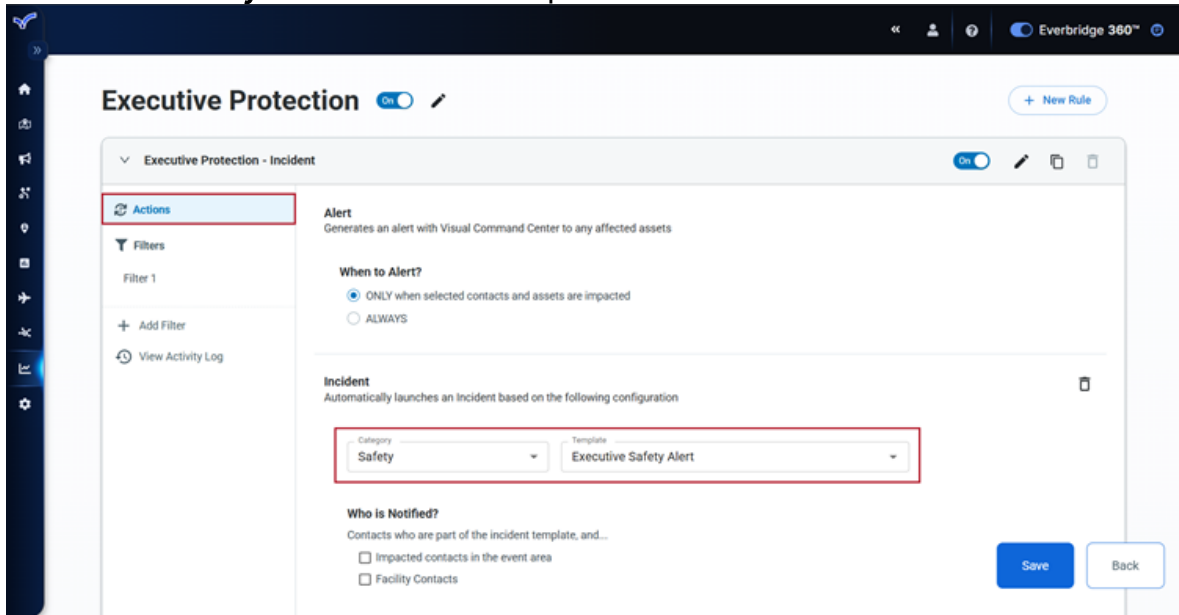 «
Everbridge 360™
»
Executive Protection
On
+ New Rule
Executive Protection - Incident
On
Actions
Filters
Filter 1
+ Add Filter
View Activity Log
Alert
Generates an alert with Visual Command Center to any affected assets
When to Alert?
ONLY when selected contacts and assets are impacted
ALWAYS
Incident
Automatically launches an Incident based on the following configuration
Category
Safety
Template
Executive Safety Alert
Who is Notified?
Contacts who are part of the incident template, and...
Impacted contacts in the event area
Facility Contacts
Save
Back